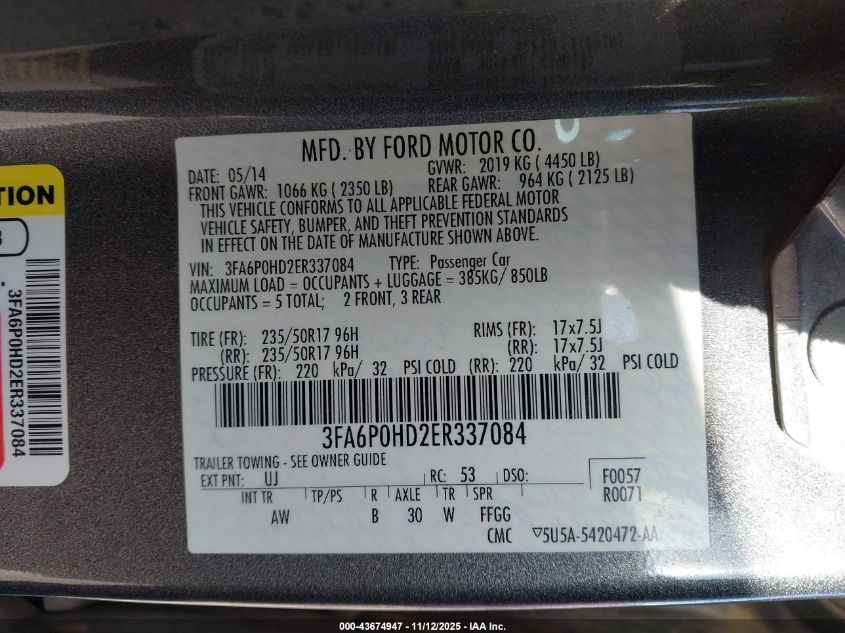 MFD. BY FORD MOTOR CO.
DATE: 05/14 GVWR: 2019 KG ( 4450 LB)
FRONT GAWR: 1066 KG ( 2350 LB) REAR GAWR: 964 KG ( 2125 LB)
THIS VEHICLE CONFORMS TO ALL APPLICABLE FEDERAL MOTOR
VEHICLE SAFETY, BUMPER, AND THEFT PREVENTION STANDARDS
IN EFFECT ON THE DATE OF MANUFACTURE SHOWN ABOVE.
VIN: 3FA6P0HD2ER337084 TYPE: Passenger Car
MAXIMUM LOAD = OCCUPANTS + LUGGAGE = 385KG/ 850LB
OCCUPANTS = 5 TOTAL; 2 FRONT, 3 REAR
TIRE (FR): 235/50R17 96H RIMS (FR): 17x7.5J
(RR): 235/50R17 96H (RR): 17x7.5J
PRESSURE (FR): 220 kPa/ 32 PSI COLD (RR): 220 kPa/ 32 PSI COLD
3FA6P0HD2ER337084
TRAILER TOWING - SEE OWNER GUIDE
EXT PNT: UJ RC: 53 DSO: F0057
R0071
INT TR TP/PS R AXLE TR SPR
AW B 30 W FFGG
CMC ▽5U5A-5420472-AA
TION
3FA6P0HD2ER337084
000-43674947 - 11/12/2025 - IAA Inc.